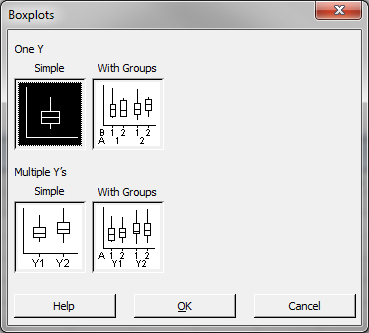 Boxplots
One Y
Simple With Groups
B 1 2 1 2
A 1 2
Multiple Y's
Simple With Groups
Y1 Y2
A 1 2 1 2
Y1 Y2
Help OK Cancel